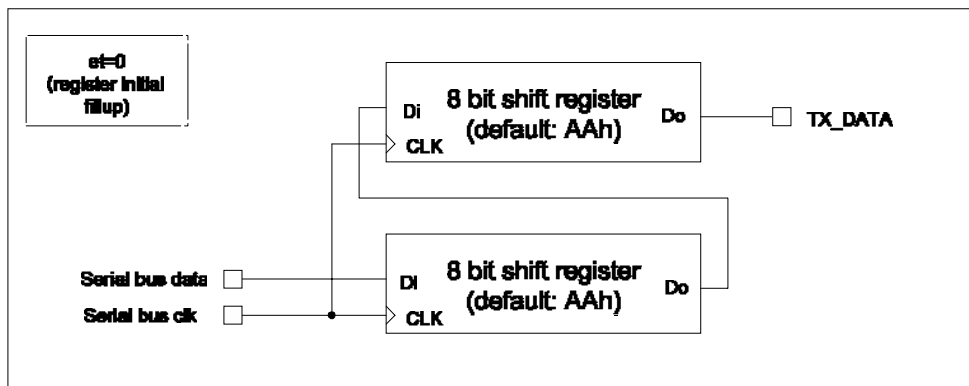 et=0
(register initial
fillup)
8 bit shift register
(default: AAh)
Di
CLK
Do
TX_DATA
8 bit shift register
(default: AAh)
Di
CLK
Do
Serial bus data
Serial bus clk